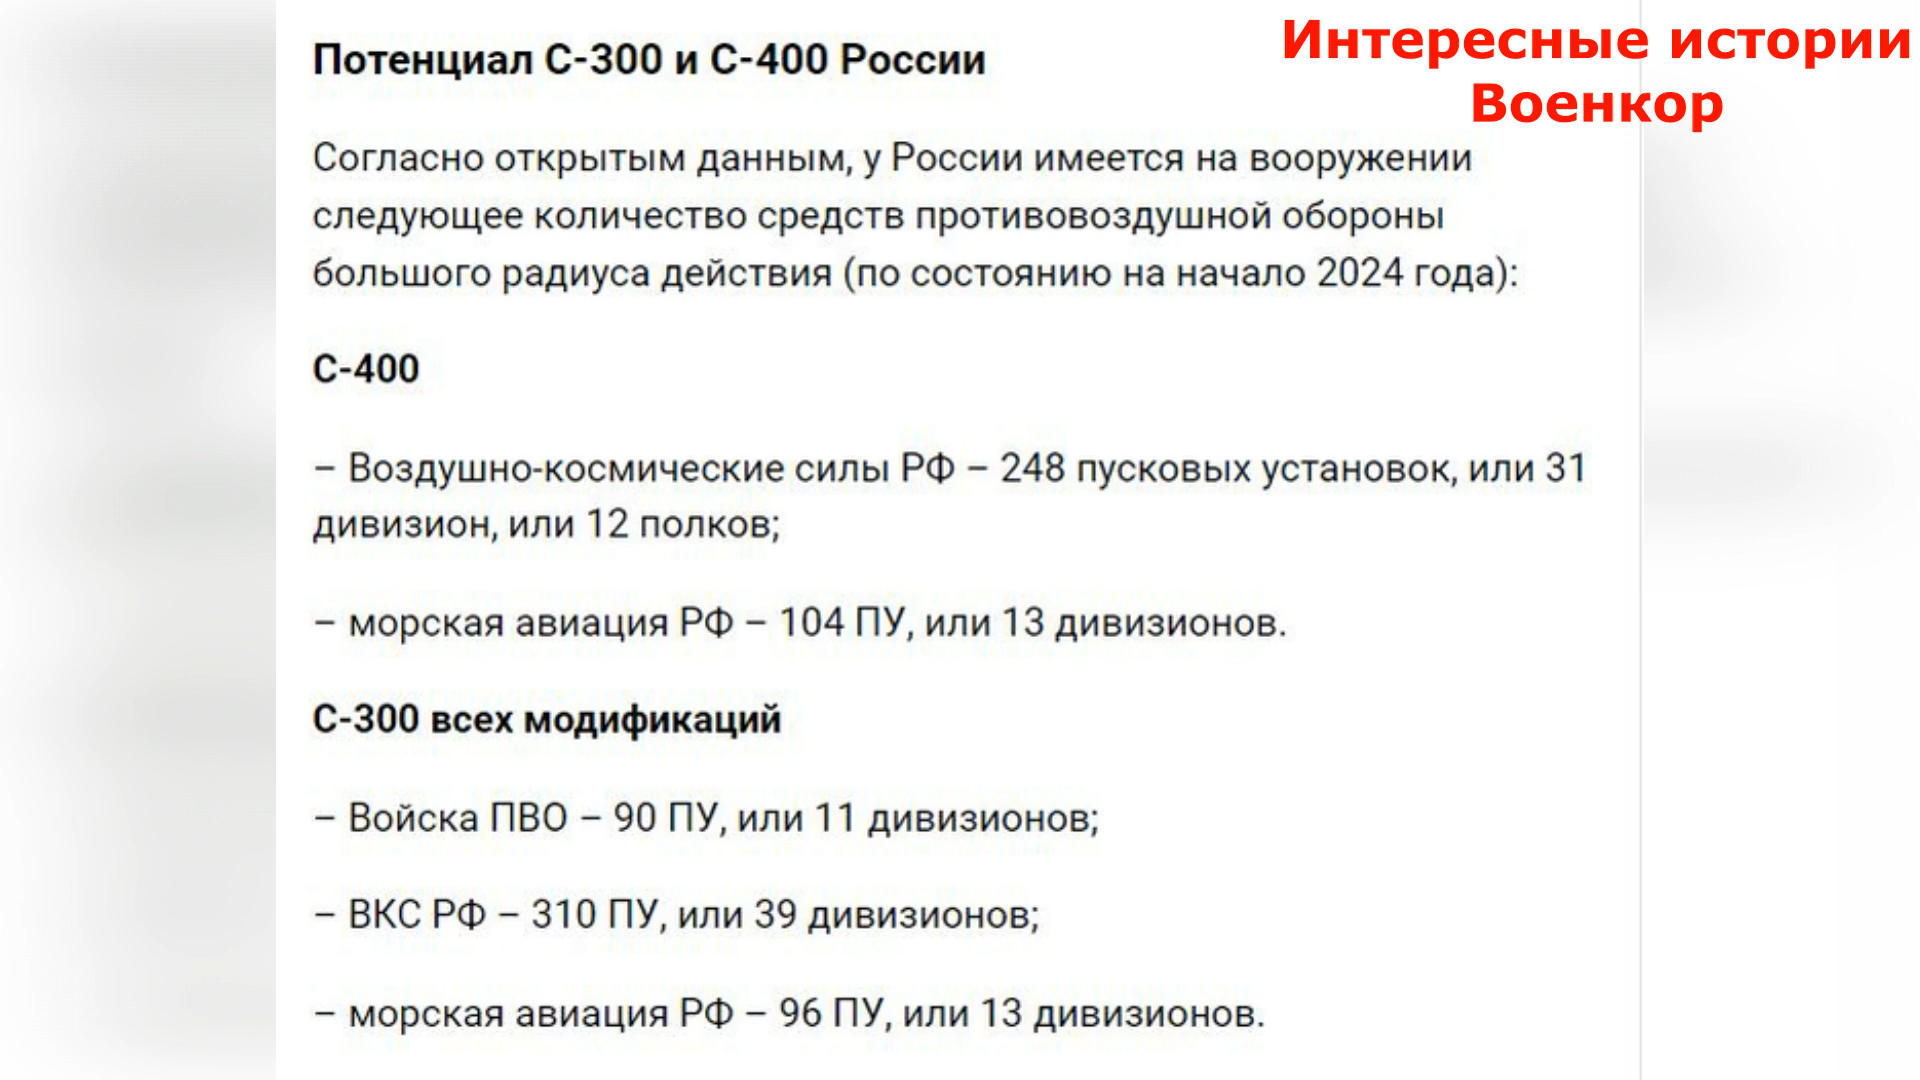 Интересные истории
Военкор
Потенциал С-300 и С-400 России
Согласно открытым данным, у России имеется на вооружении
следующее количество средств противовоздушной обороны
большого радиуса действия (по состоянию на начало 2024 года):
С-400
– Воздушно-космические силы РФ – 248 пусковых установок, или 31
дивизион, или 12 полков;
– морская авиация РФ – 104 ПУ, или 13 дивизионов.
С-300 всех модификаций
– Войска ПВО – 90 ПУ, или 11 дивизионов;
– ВКС РФ – 310 ПУ, или 39 дивизионов;
– морская авиация РФ – 96 ПУ, или 13 дивизионов.